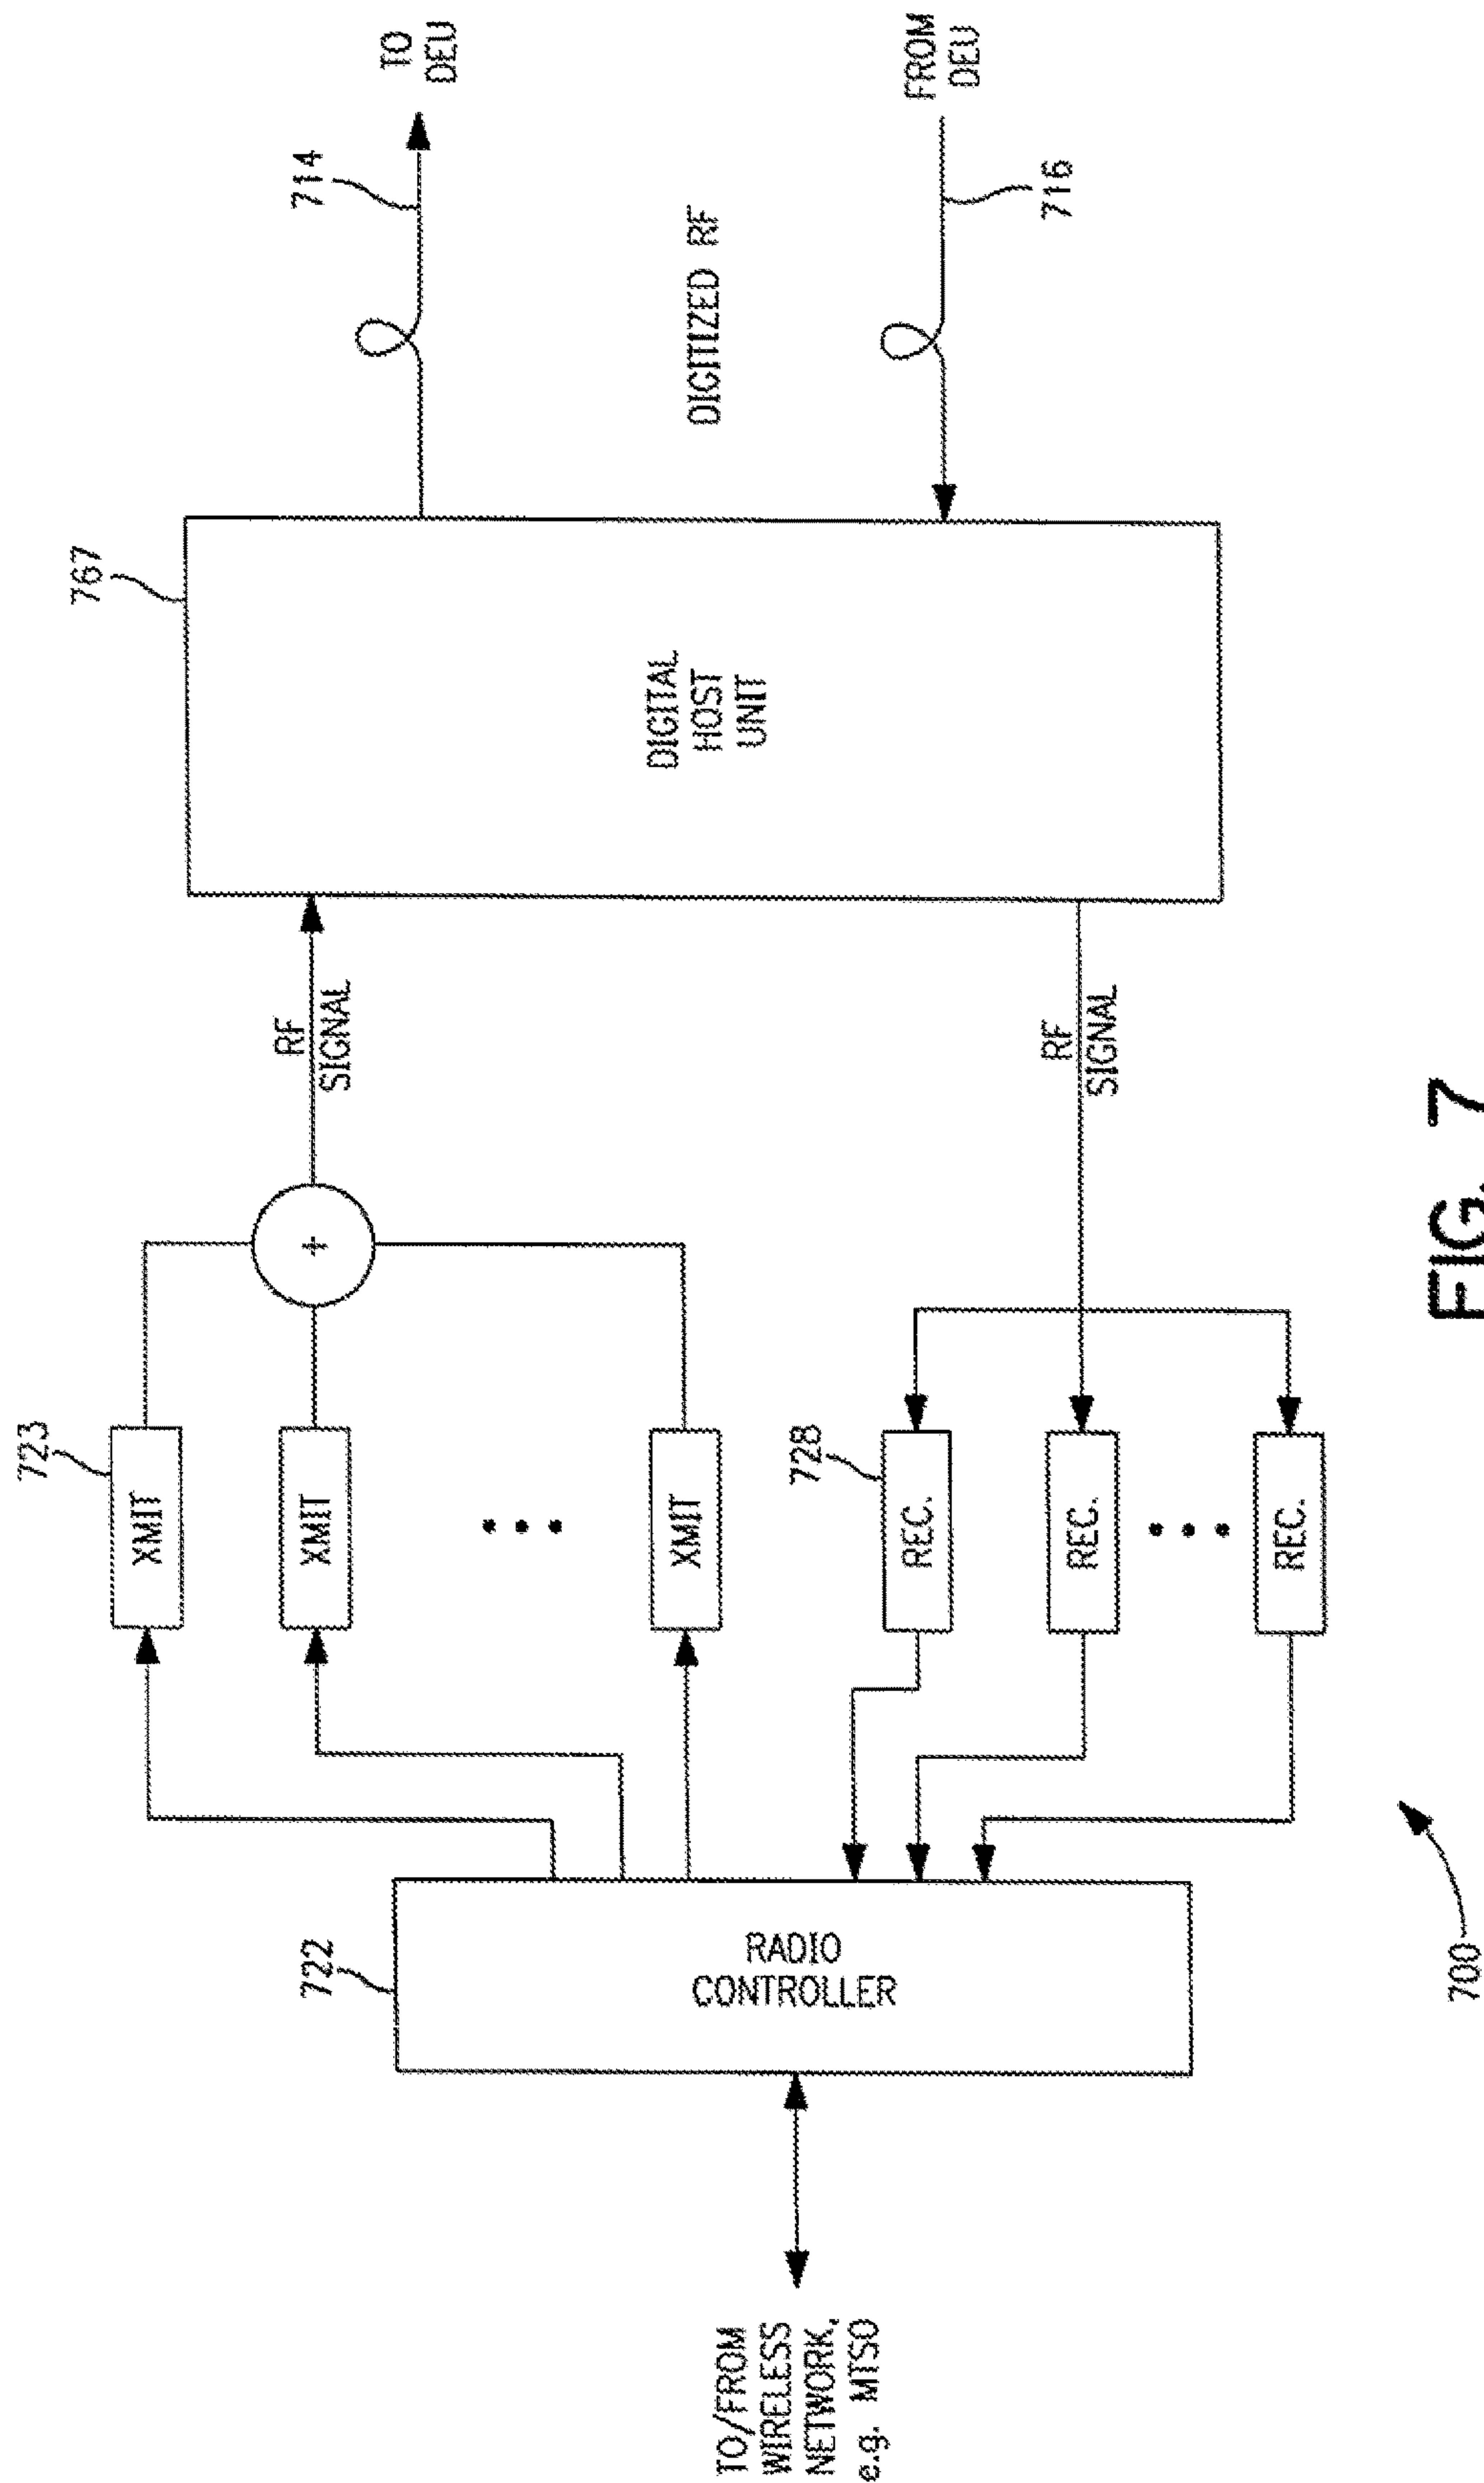 723
XMIT
XMIT
XMIT
722
RADIO
CONTROLLER
TO/FROM
WIRELESS
NETWORK,
e.g. MTSO
728
REC.
REC.
REC.
RF
SIGNAL
+
RF
SIGNAL
767
DIGITAL
HOST
UNIT
714
TO
DEU
DIGITIZED RF
716
FROM
DEU
700
FIG. 7